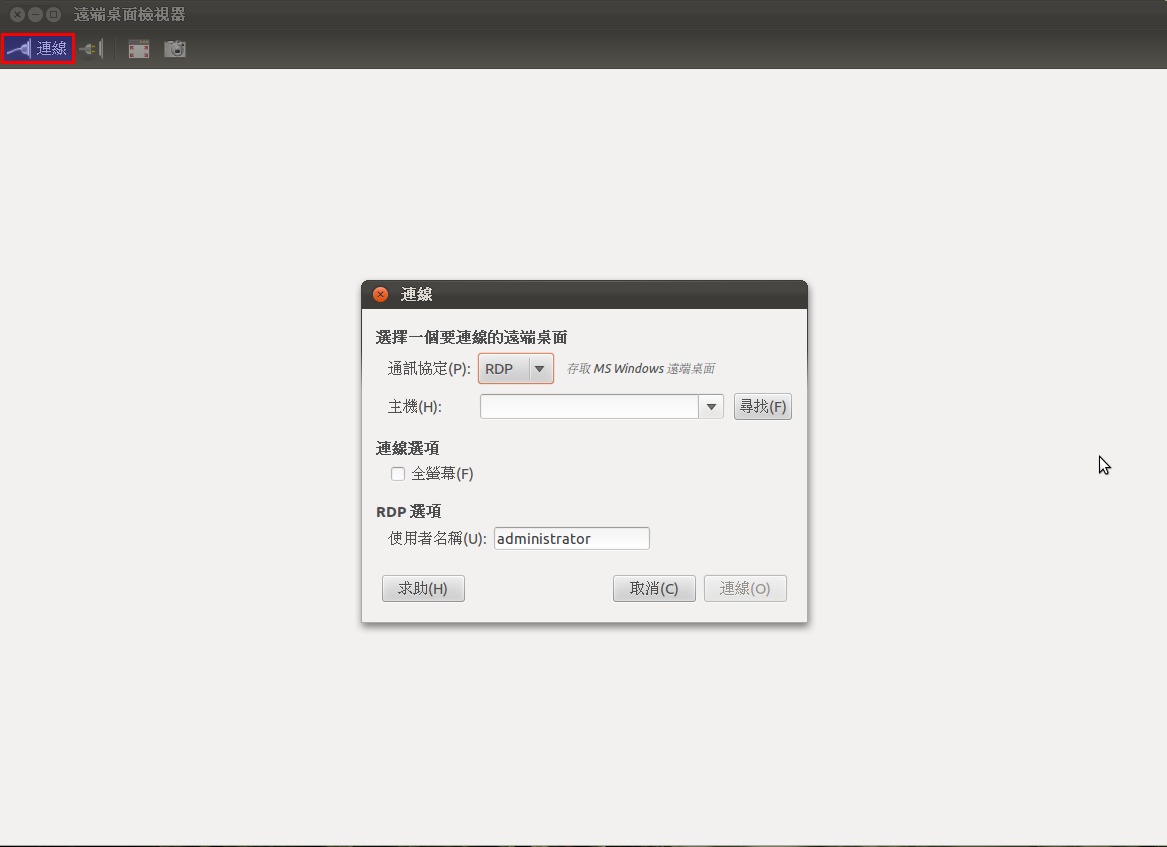 遠端桌面檢視器
連線
連線
選擇一個要連線的遠端桌面
通訊協定(P): RDP 存取 MS Windows 遠端桌面
主機(H): 尋找(F)
連線選項
全螢幕(F)
RDP 選項
使用者名稱(U): administrator
求助(H) 取消(C) 連線(O)